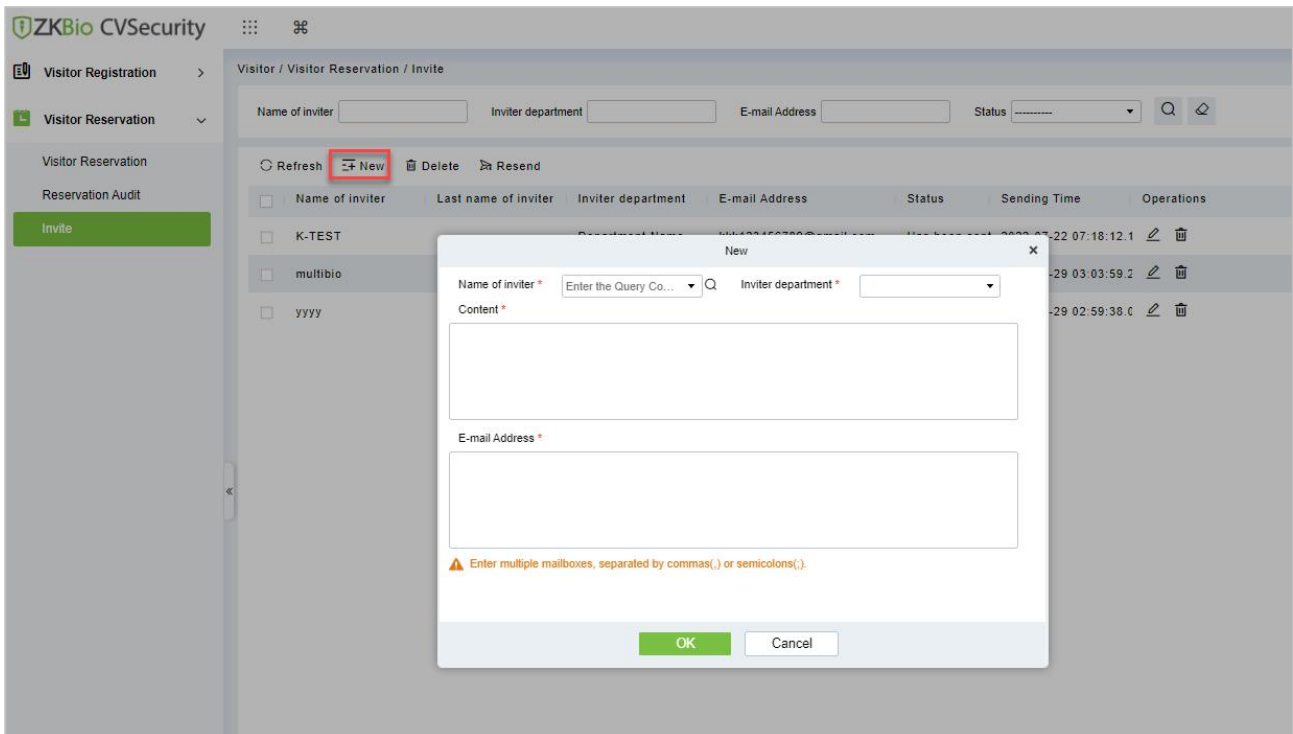 ZKBio CVSecurity
Visitor Registration
Visitor / Visitor Reservation / Invite
Name of inviter Inviter department E-mail Address Status ----------
Visitor Reservation
Visitor Reservation
Reservation Audit
Invite
Refresh New Delete Resend
Name of inviter Last name of inviter Inviter department E-mail Address Status Sending Time Operations
K-TEST -22 07:18:12.1
multibio -29 03:03:59.2
yyyy -29 02:59:38.0
New
Name of inviter * Enter the Query Co... Inviter department *
Content *
E-mail Address *
Enter multiple mailboxes, separated by commas(,) or semicolons(;).
OK Cancel